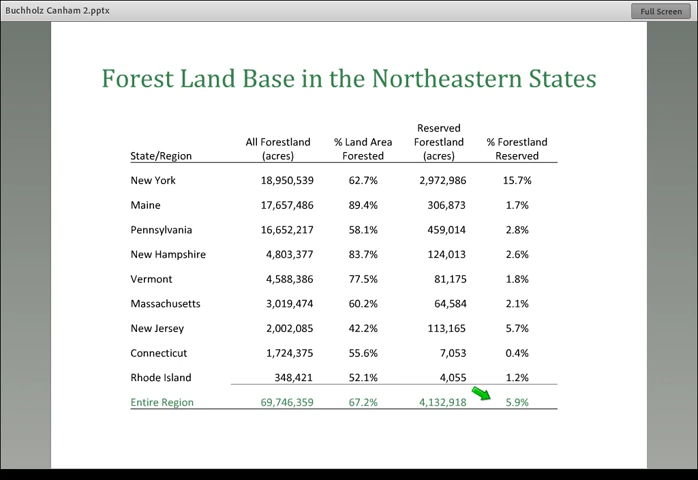 Buchholz Canham 2.pptx
Full Screen
Forest Land Base in the Northeastern States
State/Region All Forestland (acres) % Land Area Forested Reserved Forestland (acres) % Forestland Reserved
New York 18,950,539 62.7% 2,972,986 15.7%
Maine 17,657,486 89.4% 306,873 1.7%
Pennsylvania 16,652,217 58.1% 459,014 2.8%
New Hampshire 4,803,377 83.7% 124,013 2.6%
Vermont 4,588,386 77.5% 81,175 1.8%
Massachusetts 3,019,474 60.2% 64,584 2.1%
New Jersey 2,002,085 42.2% 113,165 5.7%
Connecticut 1,724,375 55.6% 7,053 0.4%
Rhode Island 348,421 52.1% 4,055 1.2%
Entire Region 69,746,359 67.2% 4,132,918 5.9%